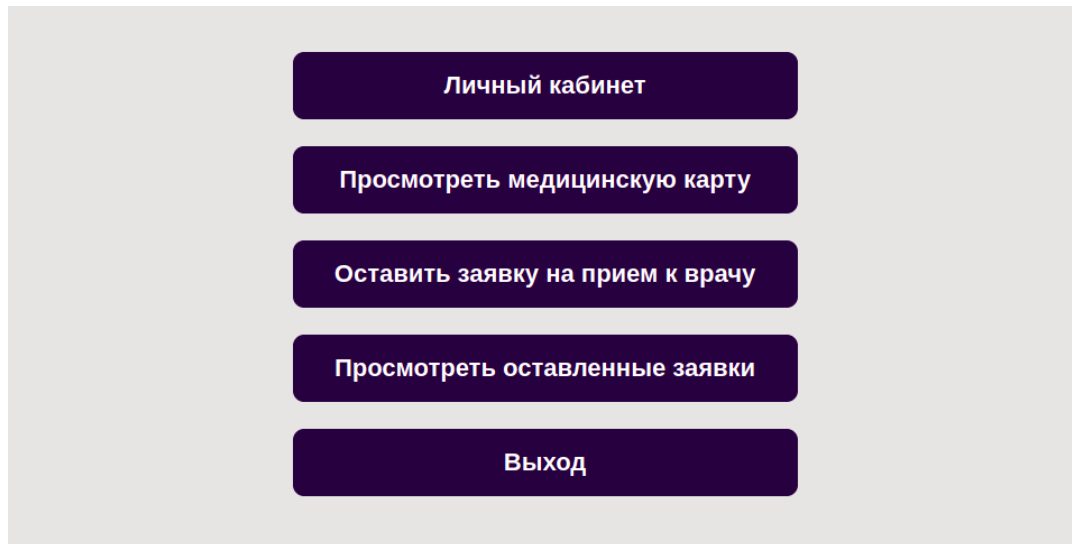 Личный кабинет
Просмотреть медицинскую карту
Оставить заявку на прием к врачу
Просмотреть оставленные заявки
Выход